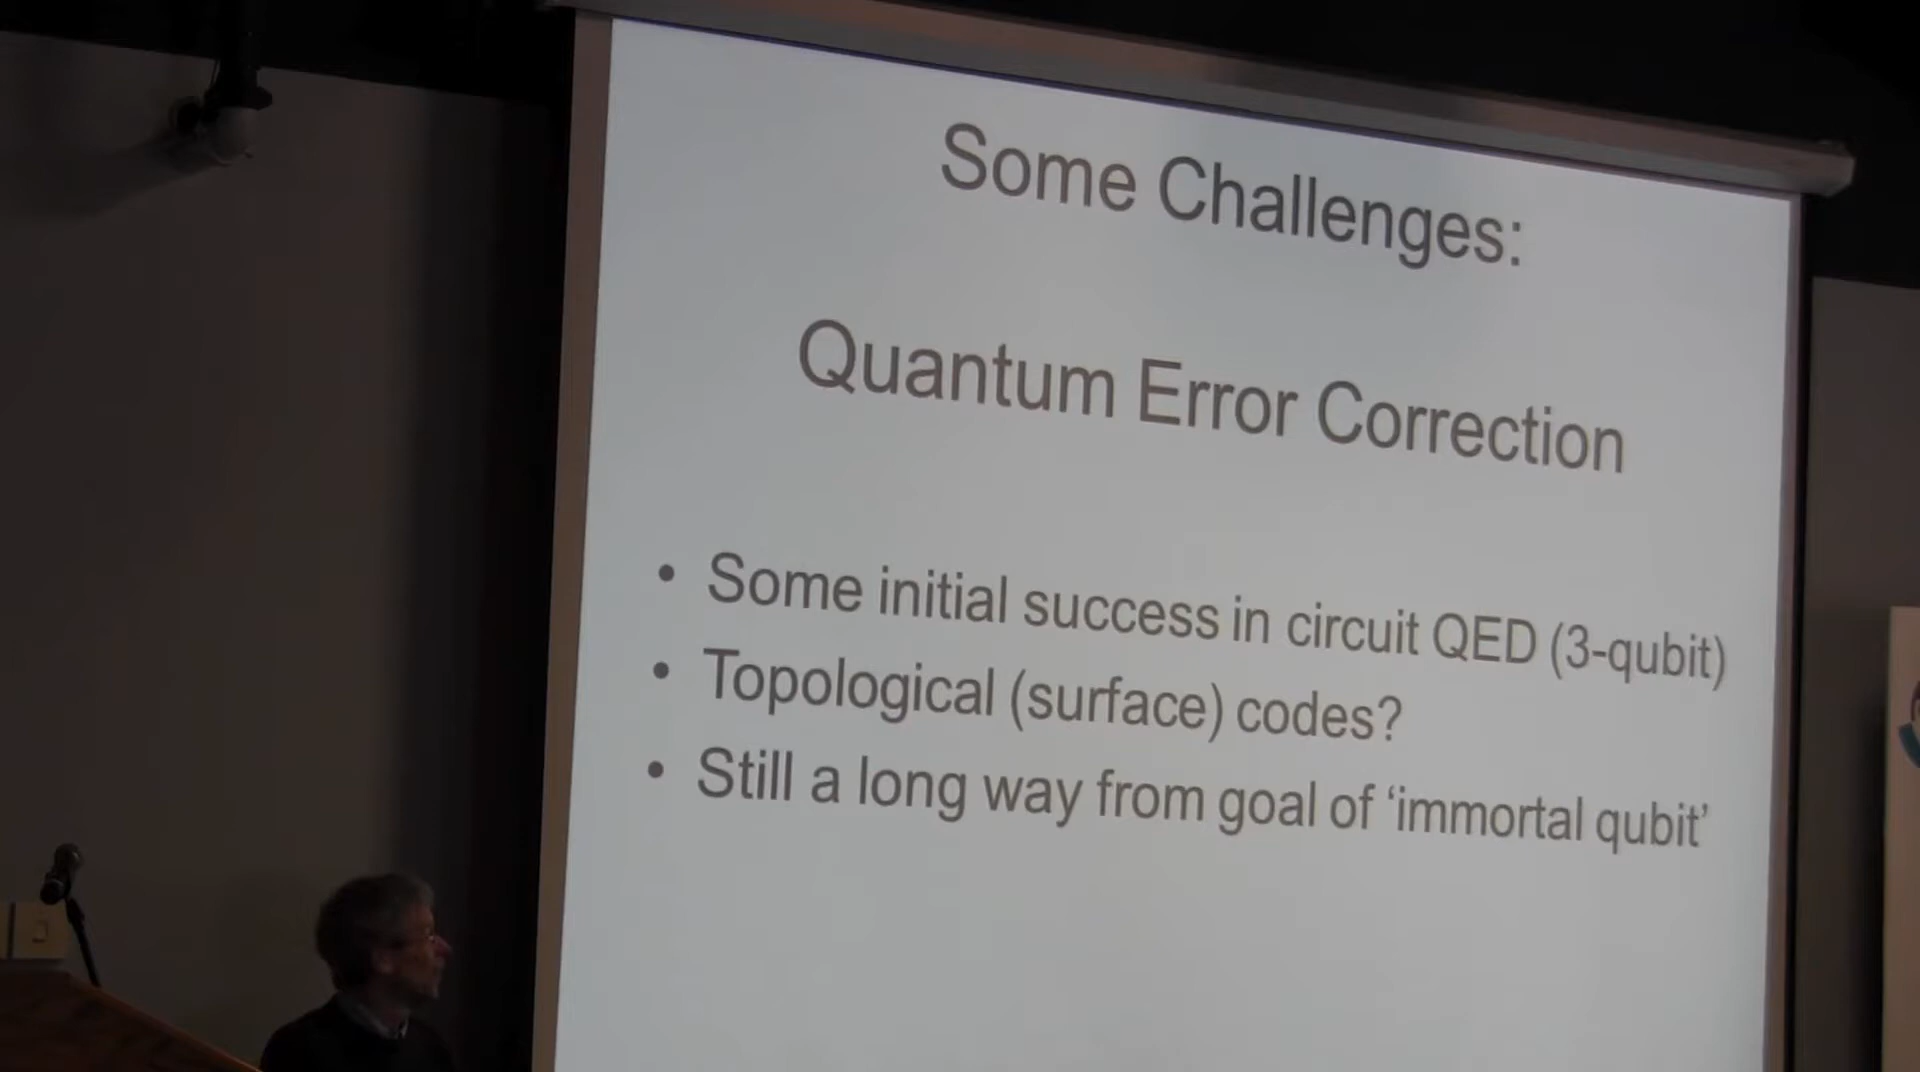 Some Challenges:
Quantum Error Correction
• Some initial success in circuit QED (3-qubit)
• Topological (surface) codes?
• Still a long way from goal of ‘immortal qubit’